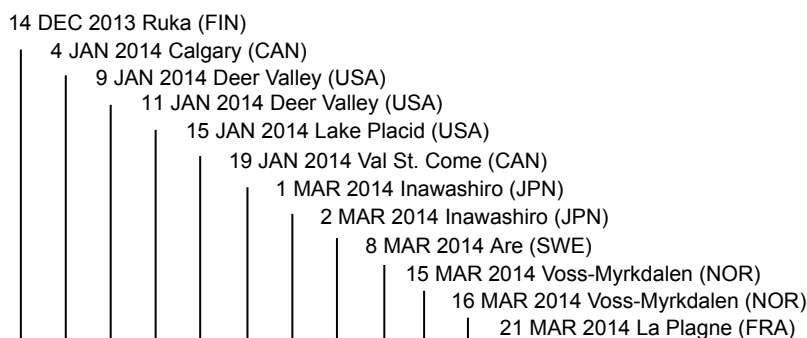 14 DEC 2013 Ruka (FIN)
4 JAN 2014 Calgary (CAN)
9 JAN 2014 Deer Valley (USA)
11 JAN 2014 Deer Valley (USA)
15 JAN 2014 Lake Placid (USA)
19 JAN 2014 Val St. Come (CAN)
1 MAR 2014 Inawashiro (JPN)
2 MAR 2014 Inawashiro (JPN)
8 MAR 2014 Are (SWE)
15 MAR 2014 Voss-Myrkdalen (NOR)
16 MAR 2014 Voss-Myrkdalen (NOR)
21 MAR 2014 La Plagne (FRA)